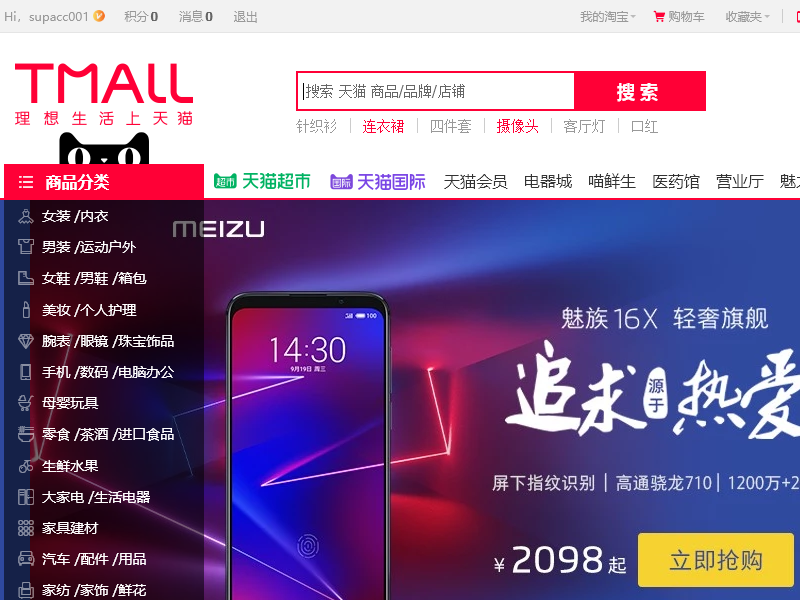 Hi, supacc001 积分0 消息0 退出 我的淘宝 购物车 收藏夹
TMALL
理想生活上天猫
搜索 天猫 商品/品牌/店铺 搜索
针织衫 连衣裙 四件套 摄像头 客厅灯 口红
商品分类 超市 天猫超市 国际 天猫国际 天猫会员 电器城 喵鲜生 医药馆 营业厅 魅力
女装 /内衣
男装 /运动户外
女鞋 /男鞋 /箱包
美妆 /个人护理
腕表 /眼镜 /珠宝饰品
手机 /数码 /电脑办公
母婴玩具
零食 /茶酒 /进口食品
生鲜水果
大家电 /生活电器
家具建材
汽车 /配件 /用品
家纺 /家饰 /鲜花
MEIZU
100
14:30
9月19日 周三
魅族 16X 轻奢旗舰
追求源于热爱
屏下指纹识别 | 高通骁龙710 | 1200万+2
¥2098起 立即抢购